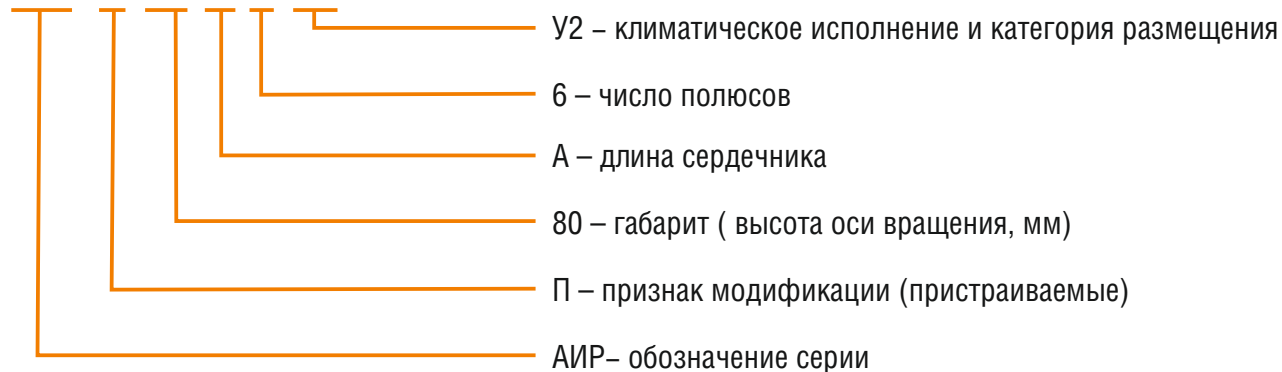 У2 – климатическое исполнение и категория размещения
6 – число полюсов
А – длина сердечника
80 – габарит ( высота оси вращения, мм)
П – признак модификации (пристраиваемые)
АИР– обозначение серии